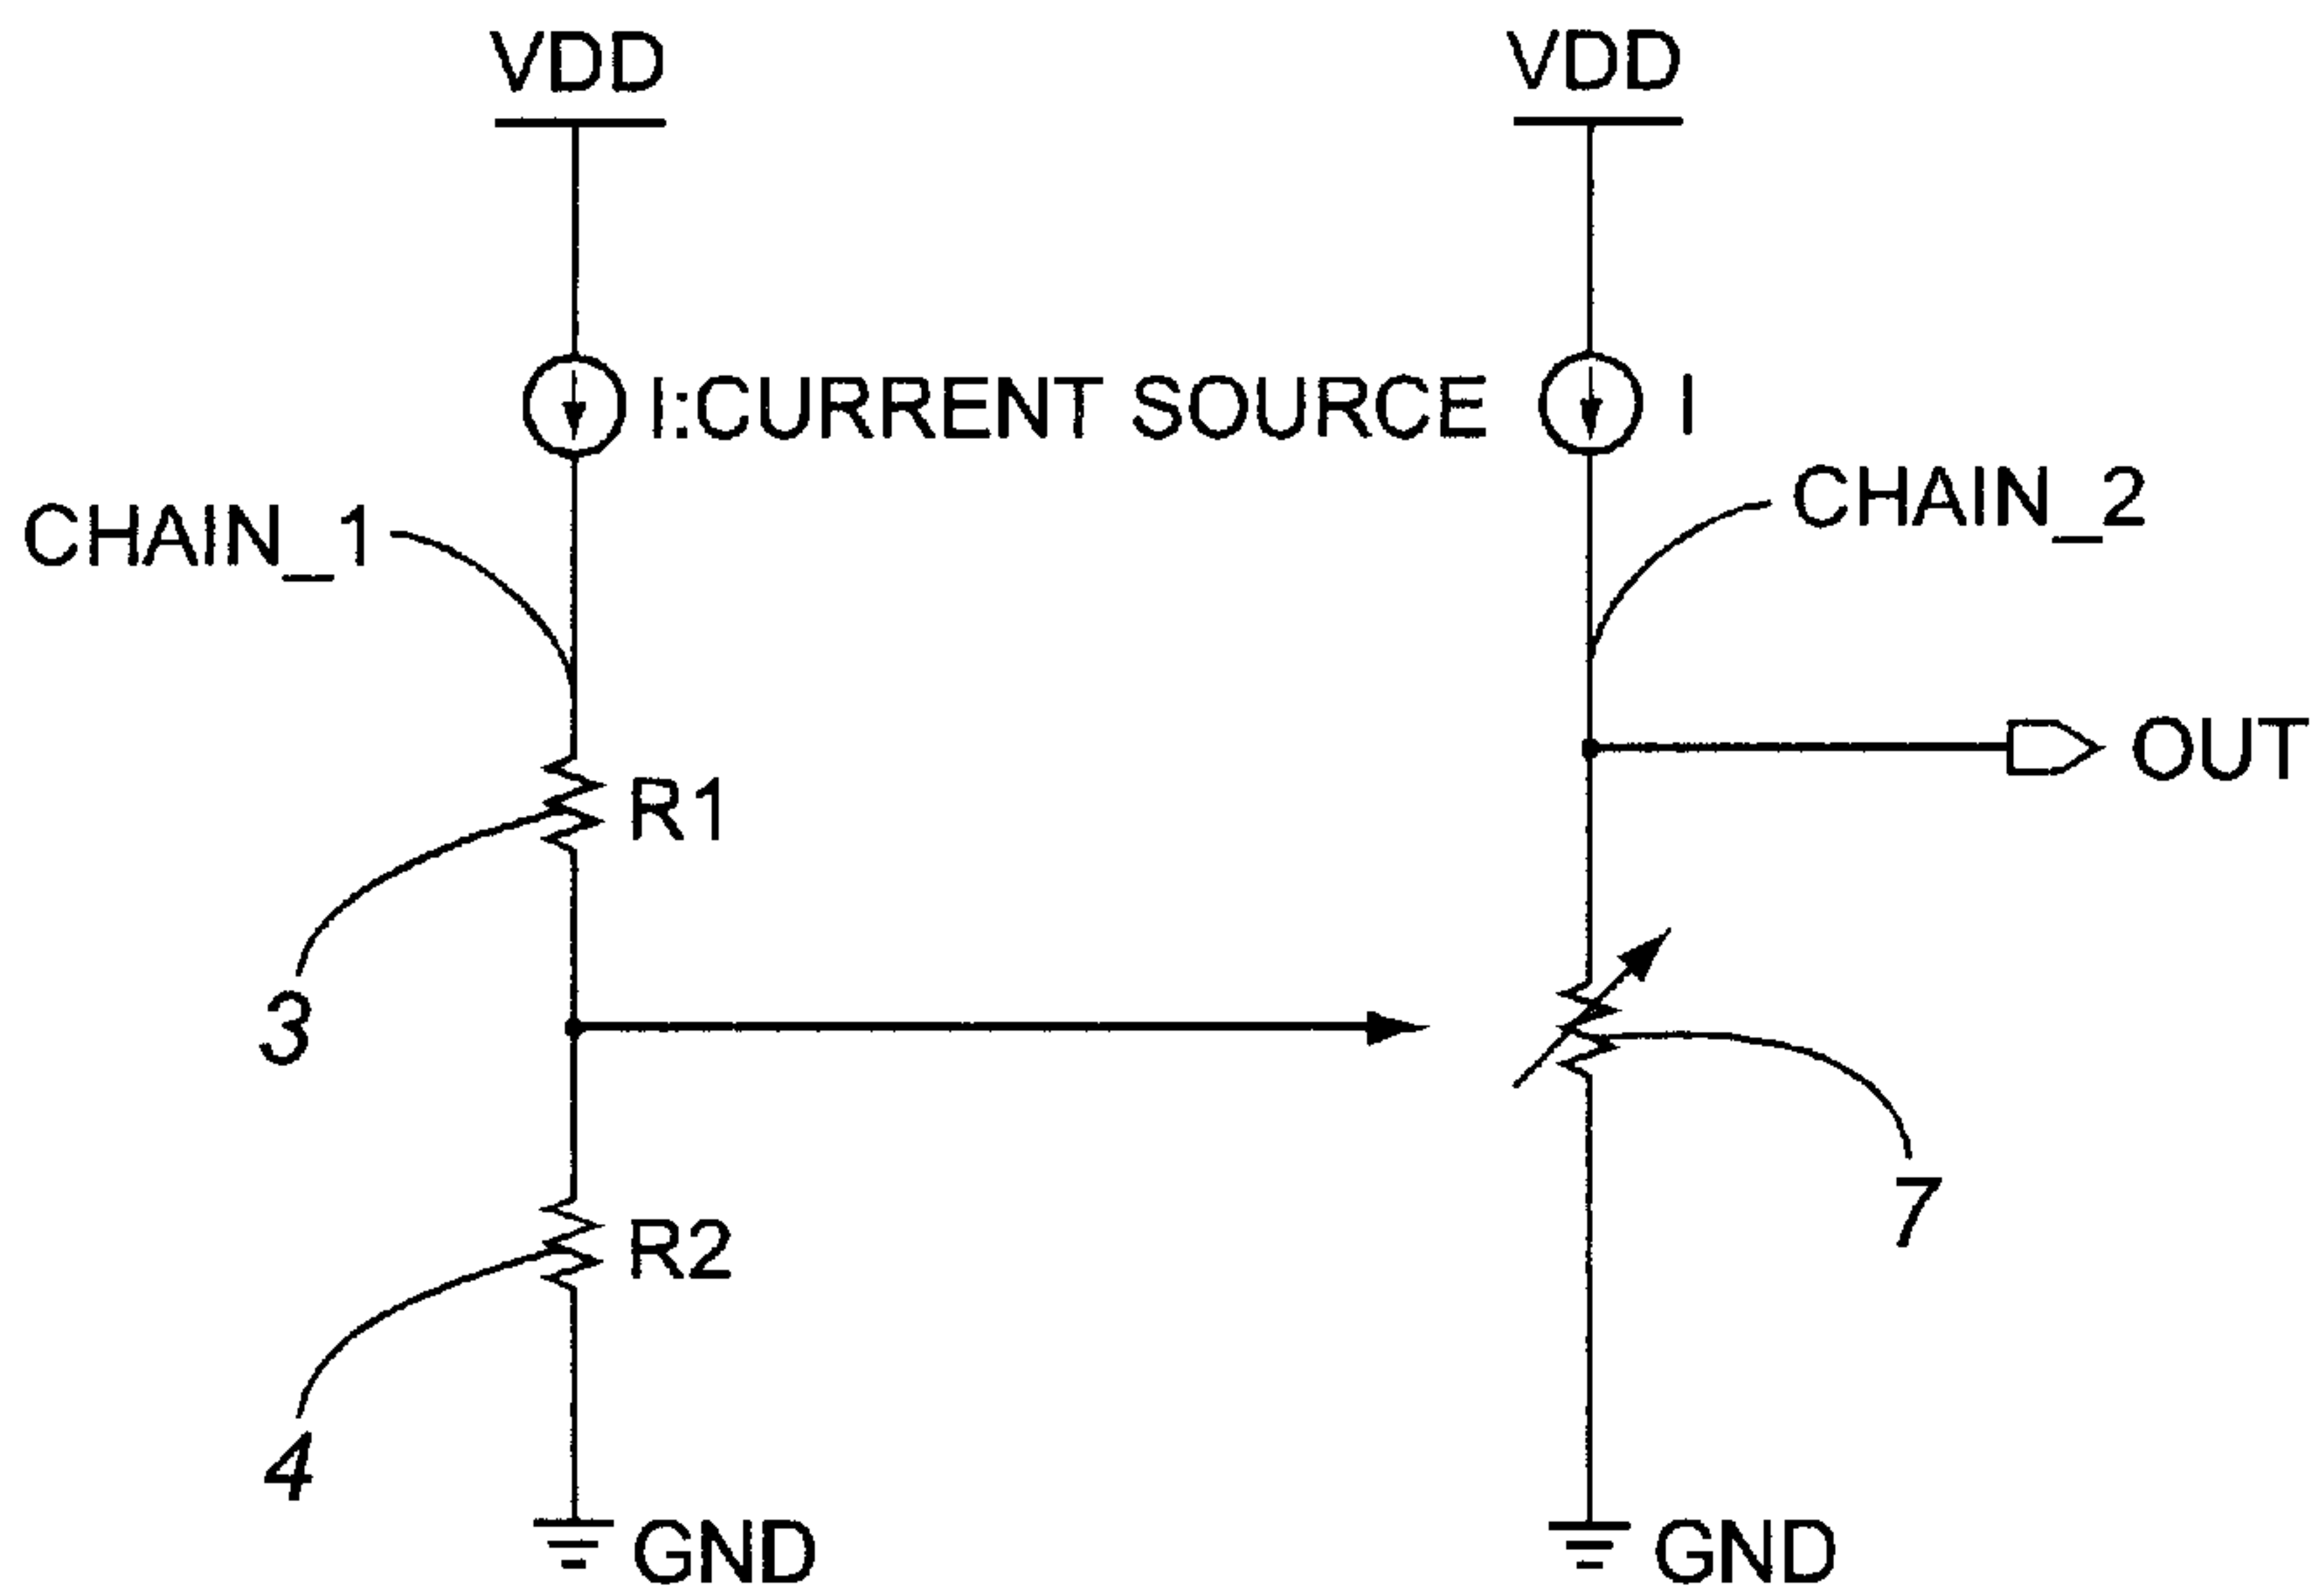 VDD
VDD
I:CURRENT SOURCE
I
CHAIN_1
CHAIN_2
OUT
R1
3
7
R2
4
GND
GND